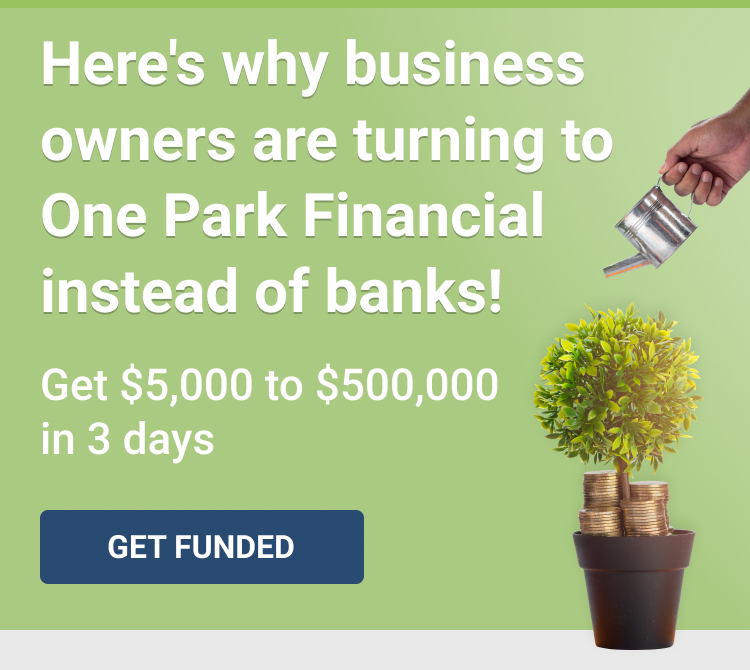 Here's why business
owners are turning to
One Park Financial
instead of banks!
Get $5,000 to $500,000
in 3 days
GET FUNDED